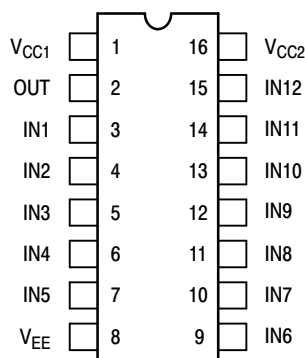 VCC1 1 16 VCC2
OUT 2 15 IN12
IN1 3 14 IN11
IN2 4 13 IN10
IN3 5 12 IN9
IN4 6 11 IN8
IN5 7 10 IN7
VEE 8 9 IN6